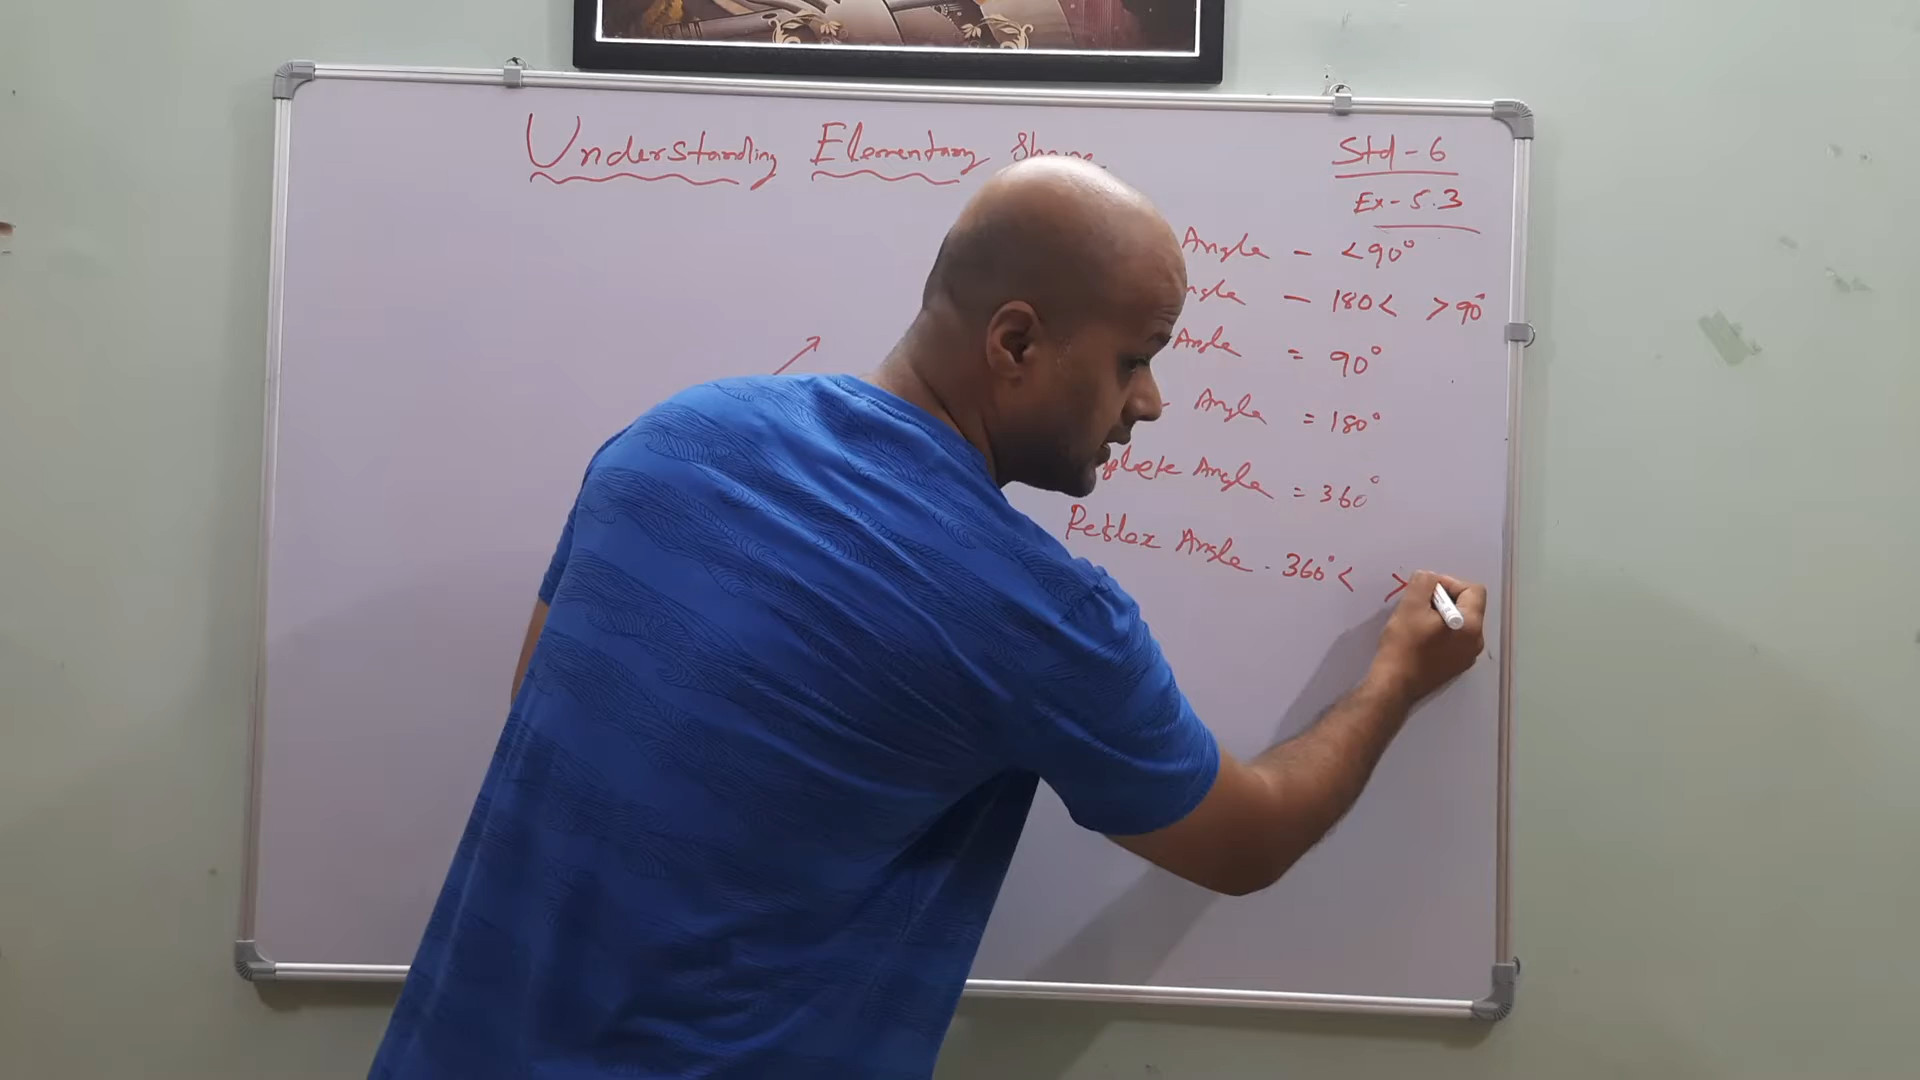 Understanding Elementary Shape
Std - 6
Ex - 5.3
Angle - <90°
Angle - 180< >90°
Angle = 90°
Angle = 180°
Angle = 360°
Reflex Angle - 360°< >